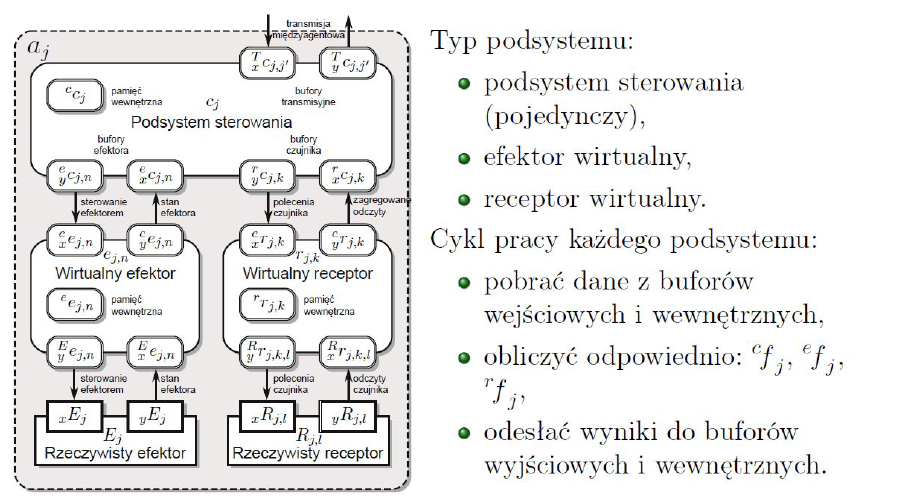 transmisja
międzyagentowa
a_j
^T_x c_{j,j'} ^T_y c_{j,j'}
^c c_j
pamięć
wewnętrzna
c_j
bufory
transmisyjne
Podsystem sterowania
bufory
efektora
bufory
czujnika
^e_y c_{j,n} ^e_x c_{j,n} ^r_y c_{j,k} ^r_x c_{j,k}
sterowanie
efektorem
stan
efektora
polecenia
czujnika
zagregowane
odczyty
^c_x e_{j,n} ^c_y e_{j,n} ^c_x r_{j,k} ^c_y r_{j,k}
e_{j,n} r_{j,k}
Wirtualny efektor
Wirtualny receptor
^e e_{j,n}
pamięć
wewnętrzna
^r r_{j,k}
pamięć
wewnętrzna
^E_y e_{j,n} ^E_x e_{j,n} ^R_y r_{j,k,l} ^R_x r_{j,k,l}
sterowanie
efektorem
stan
efektora
polecenia
czujnika
odczyty
czujnika
_x E_j _y E_j _x R_{j,l} _y R_{j,l}
E_j R_{j,l}
Rzeczywisty efektor
Rzeczywisty receptor
Typ podsystemu:
podsystem sterowania
(pojedynczy),
efektor wirtualny,
receptor wirtualny.
Cykl pracy każdego podsystemu:
pobrać dane z buforów
wejściowych i wewnętrznych,
obliczyć odpowiednio: ^c f_j, ^e f_j,
^r f_j,
odesłać wyniki do buforów
wyjściowych i wewnętrznych.